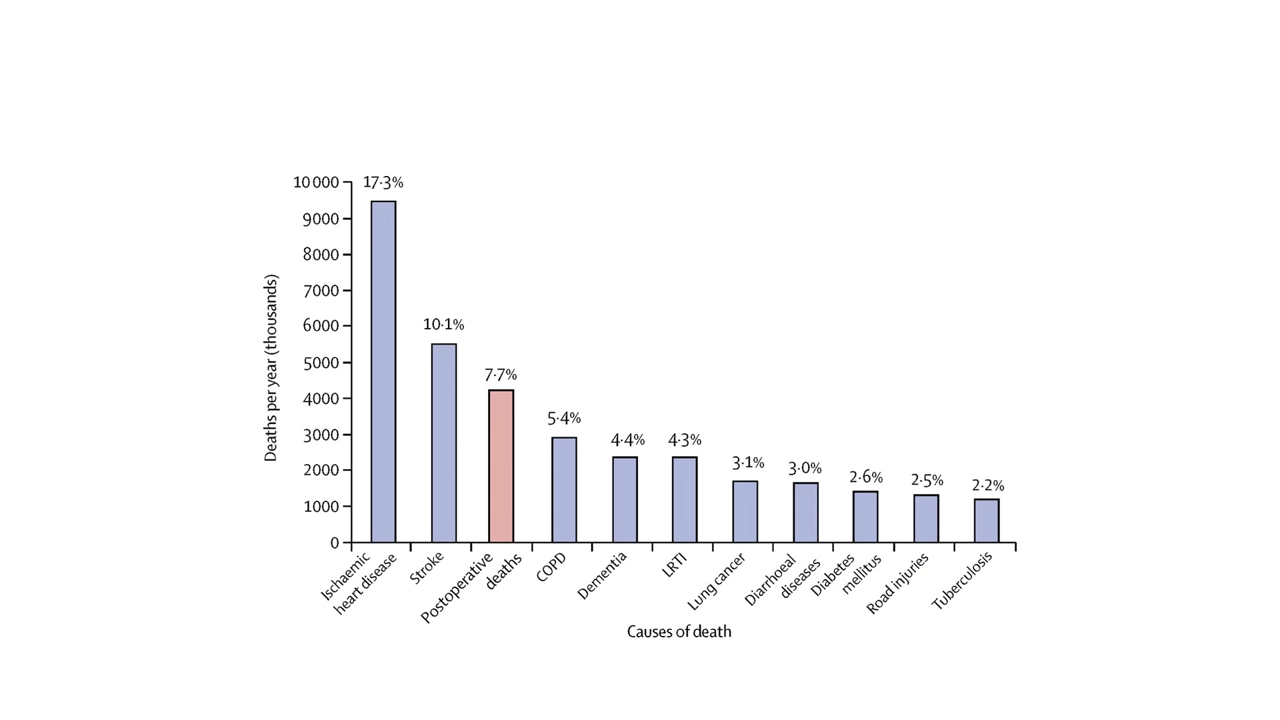 10 000
9000
8000
7000
6000
5000
4000
3000
2000
1000
0
Deaths per year (thousands)
17·3%
10·1%
7·7%
5·4%
4·4%
4·3%
3·1%
3·0%
2·6%
2·5%
2·2%
Ischaemic
heart disease
Stroke
Postoperative
deaths
COPD
Dementia
LRTI
Lung cancer
Diarrhoeal
diseases
Diabetes
mellitus
Road injuries
Tuberculosis
Causes of death